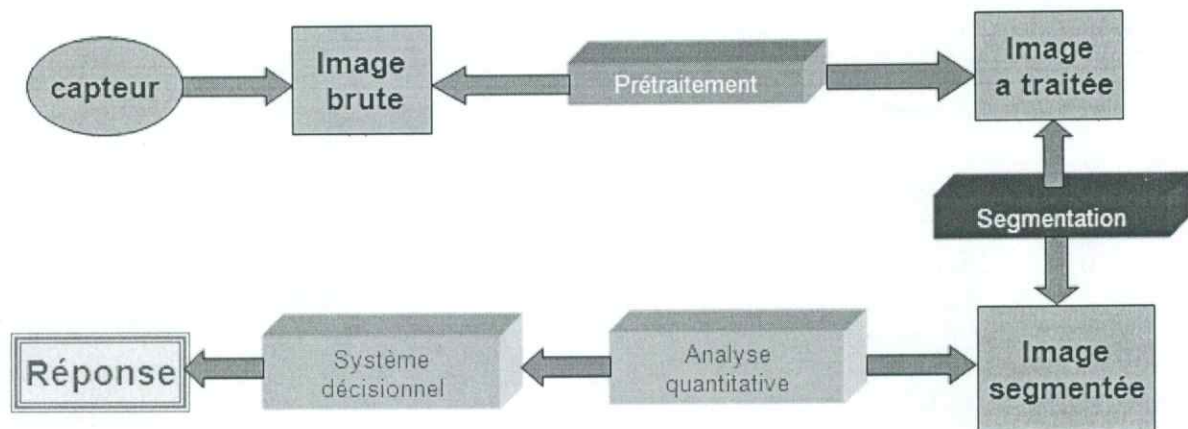 capteur
Image
brute
Prétraitement
Image
a traitée
Segmentation
Image
segmentée
Analyse
quantitative
Système
décisionnel
Réponse